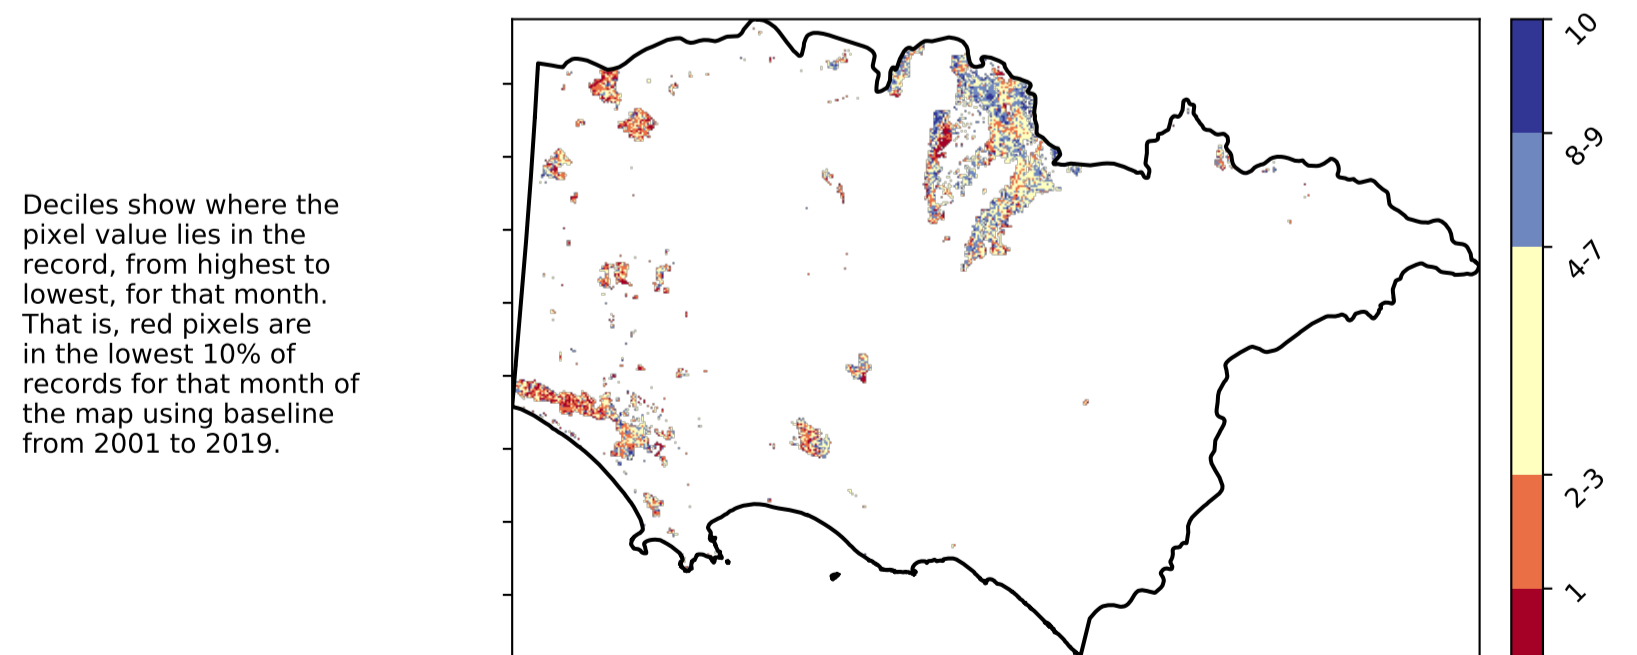 Deciles show where the
pixel value lies in the
record, from highest to
lowest, for that month.
That is, red pixels are
in the lowest 10% of
records for that month of
the map using baseline
from 2001 to 2019.
10
8-9
4-7
2-3
1